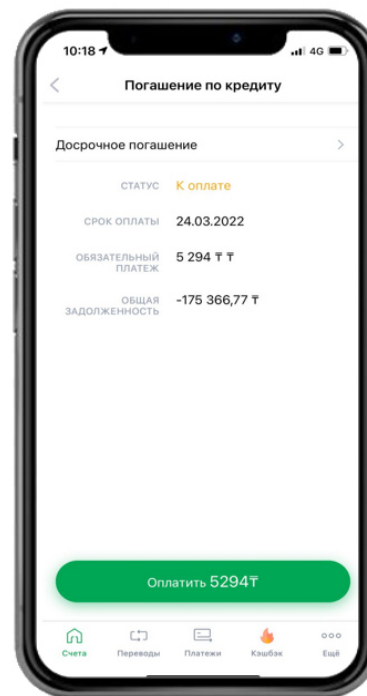 10:18
4G
Погашение по кредиту
Досрочное погашение
СТАТУС К оплате
СРОК ОПЛАТЫ 24.03.2022
ОБЯЗАТЕЛЬНЫЙ 5 294 ₸ ₸
ПЛАТЕЖ
ОБЩАЯ -175 366,77 ₸
ЗАДОЛЖЕННОСТЬ
Оплатить 5294₸
Счета Переводы Платежи Кэшбэк Ещё